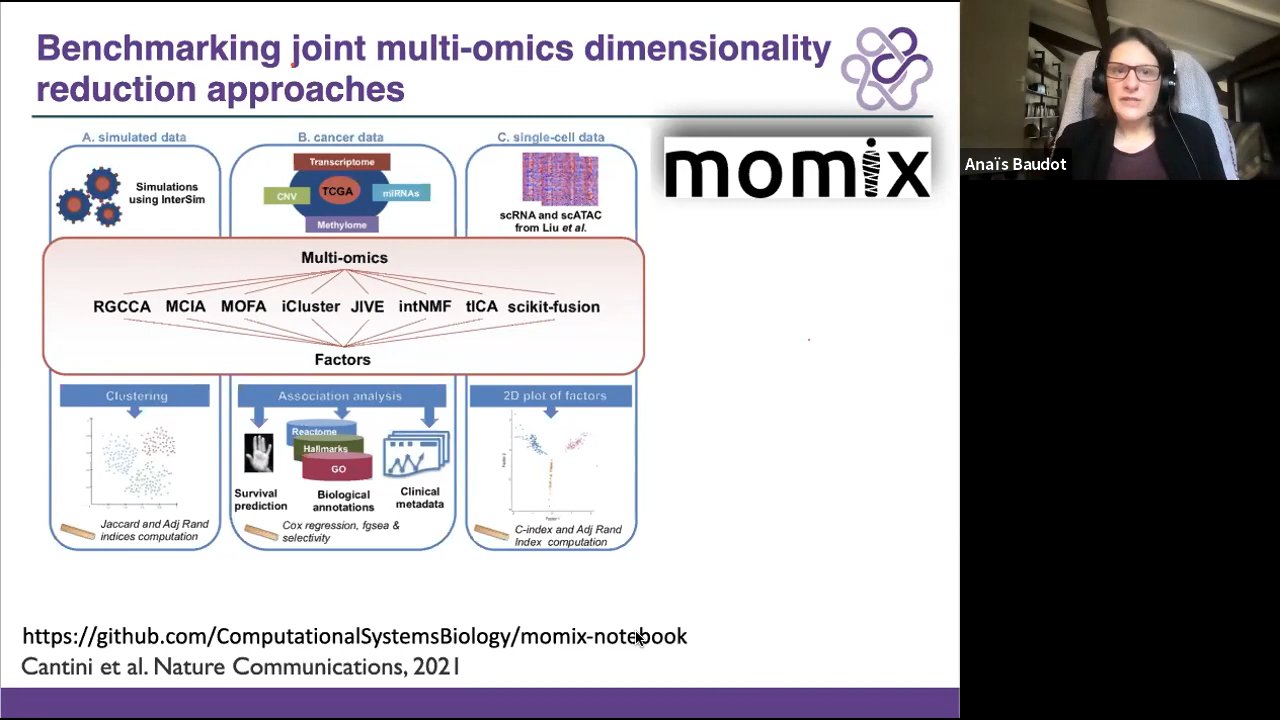 Benchmarking joint multi-omics dimensionality
reduction approaches
momix
Anaïs Baudot
A. simulated data
B. cancer data
C. single-cell data
Simulations
using InterSim
Transcriptome
CNV
TCGA
miRNAs
Methylome
scRNA and scATAC
from Liu et al.
Multi-omics
RGCCA MCIA MOFA iCluster JIVE intNMF tICA scikit-fusion
Factors
Clustering
Association analysis
2D plot of factors
Reactome
Hallmarks
GO
Survival
prediction
Biological
annotations
Clinical
metadata
Jaccard and Adj Rand
indices computation
Cox regression, fgsea &
selectivity
Factor 1
C-index and Adj Rand
Index computation
https://github.com/ComputationalSystemsBiology/momix-notebook
Cantini et al. Nature Communications, 2021